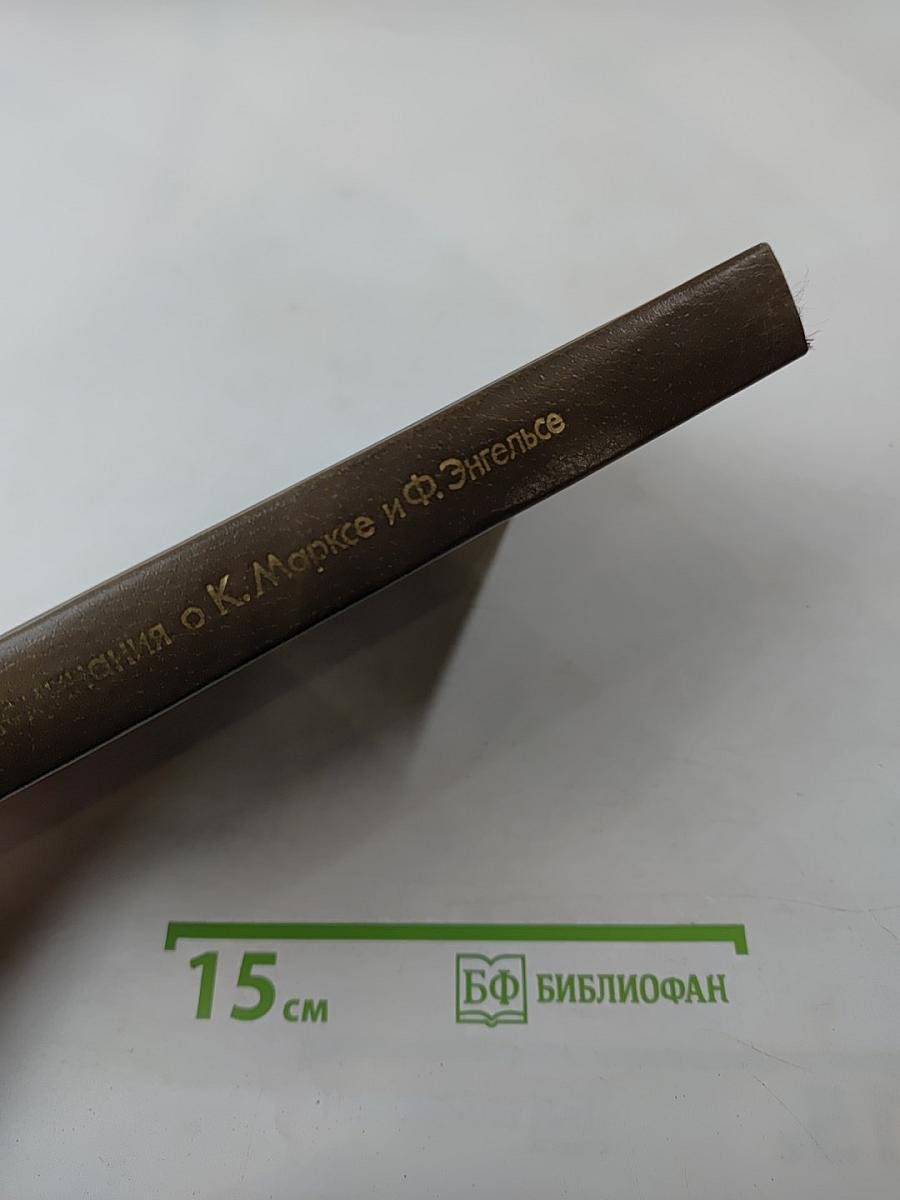 о К. Марксе и Ф. Энгельсе
15 см
БФ БИБЛИОФАН